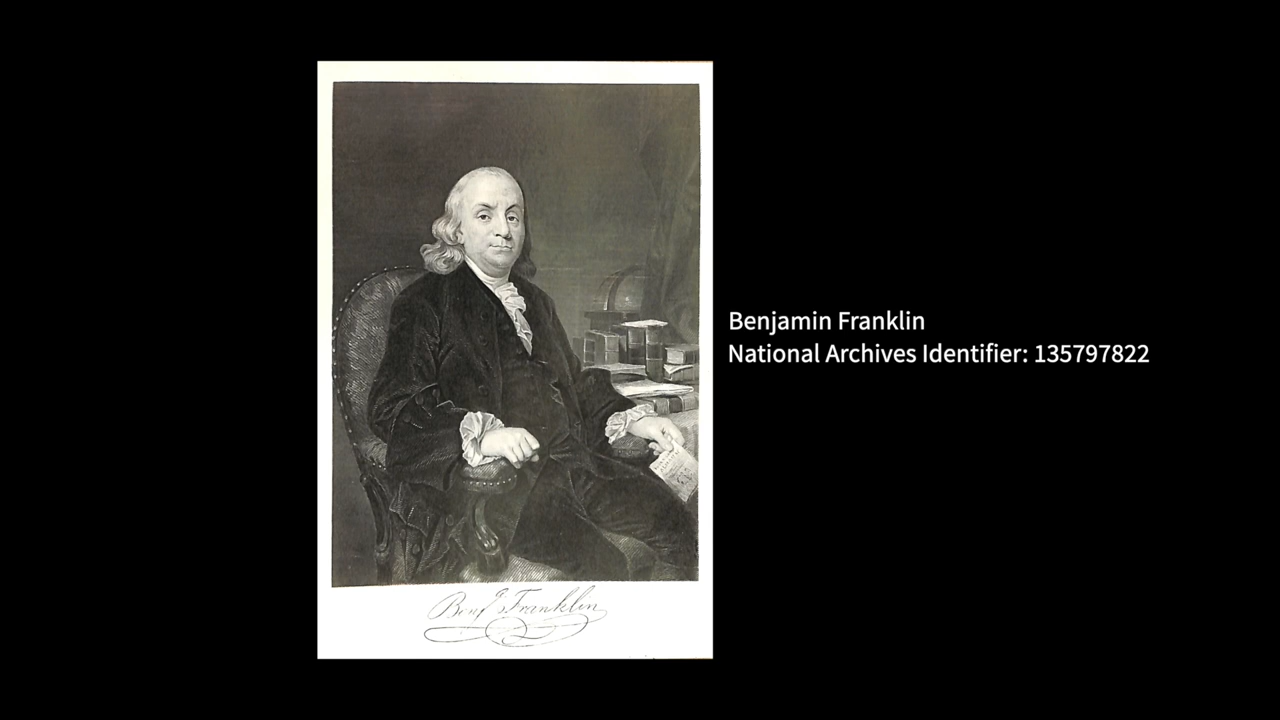 Benjamin Franklin
National Archives Identifier: 135797822
Benj. Franklin